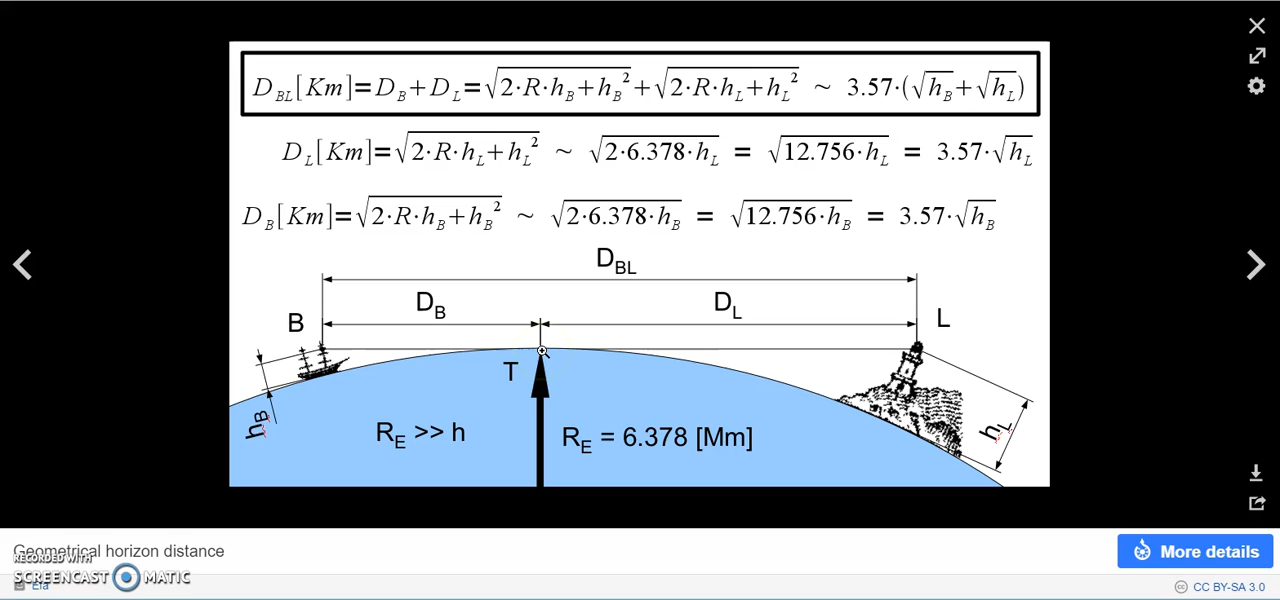 D_BL[Km]=D_B+D_L=√(2·R·h_B+h_B²)+√(2·R·h_L+h_L²) ~ 3.57·(√h_B+√h_L)
D_L[Km]=√(2·R·h_L+h_L²) ~ √(2·6.378·h_L) = √(12.756·h_L) = 3.57·√h_L
D_B[Km]=√(2·R·h_B+h_B²) ~ √(2·6.378·h_B) = √(12.756·h_B) = 3.57·√h_B
D_BL
D_B D_L
B L
T
h_B R_E >> h R_E = 6.378 [Mm] h_L
Geometrical horizon distance
More details
RECORDED WITH
SCREENCAST MATIC
Efa
CC BY-SA 3.0